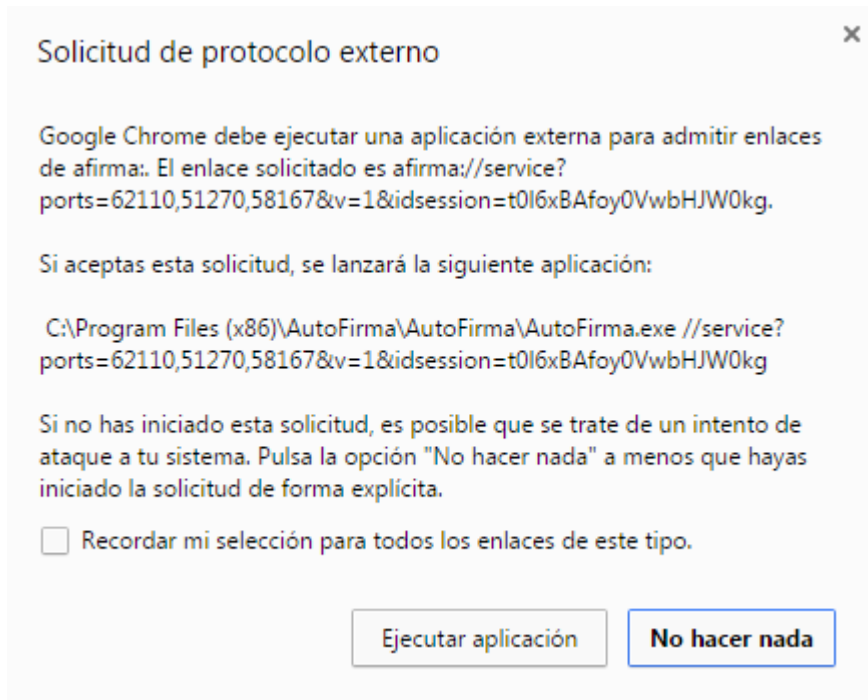 Solicitud de protocolo externo
Google Chrome debe ejecutar una aplicación externa para admitir enlaces
de afirma:. El enlace solicitado es afirma://service?
ports=62110,51270,58167&v=1&idsession=t0I6xBAfoy0VwbHJW0kg.
Si aceptas esta solicitud, se lanzará la siguiente aplicación:
C:\Program Files (x86)\AutoFirma\AutoFirma\AutoFirma.exe //service?
ports=62110,51270,58167&v=1&idsession=t0I6xBAfoy0VwbHJW0kg
Si no has iniciado esta solicitud, es posible que se trate de un intento de
ataque a tu sistema. Pulsa la opción "No hacer nada" a menos que hayas
iniciado la solicitud de forma explícita.
Recordar mi selección para todos los enlaces de este tipo.
Ejecutar aplicación
No hacer nada